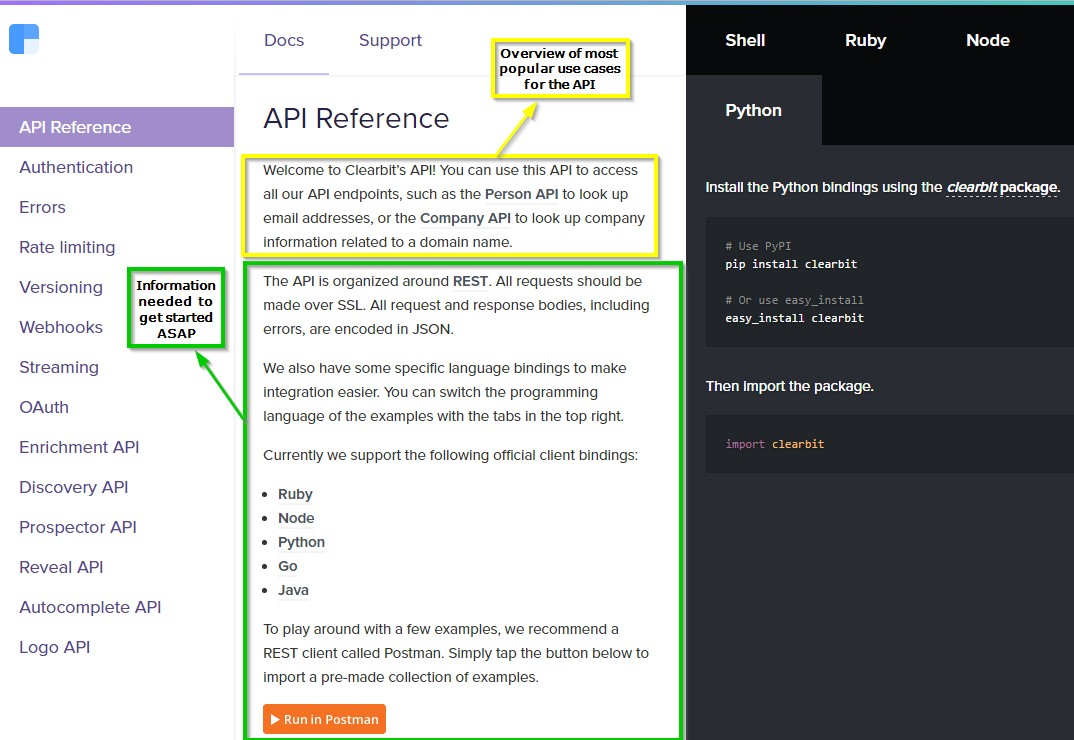 API Reference
Authentication
Errors
Rate limiting
Versioning
Webhooks
Streaming
OAuth
Enrichment API
Discovery API
Prospector API
Reveal API
Autocomplete API
Logo API
Information
needed to
get started
ASAP
Docs
Support
Overview of most
popular use cases
for the API
API Reference
Welcome to Clearbit's API! You can use this API to access
all our API endpoints, such as the Person API to look up
email addresses, or the Company API to look up company
information related to a domain name.
The API is organized around REST. All requests should be
made over SSL. All request and response bodies, including
errors, are encoded in JSON.
We also have some specific language bindings to make
integration easier. You can switch the programming
language of the examples with the tabs in the top right.
Currently we support the following official client bindings:
Ruby
Node
Python
Go
Java
To play around with a few examples, we recommend a
REST client called Postman. Simply tap the button below to
import a pre-made collection of examples.
Run in Postman
Shell
Ruby
Node
Python
Install the Python bindings using the clearbit package.
# Use PyPI
pip install clearbit
# Or use easy_install
easy_install clearbit
Then import the package.
import clearbit